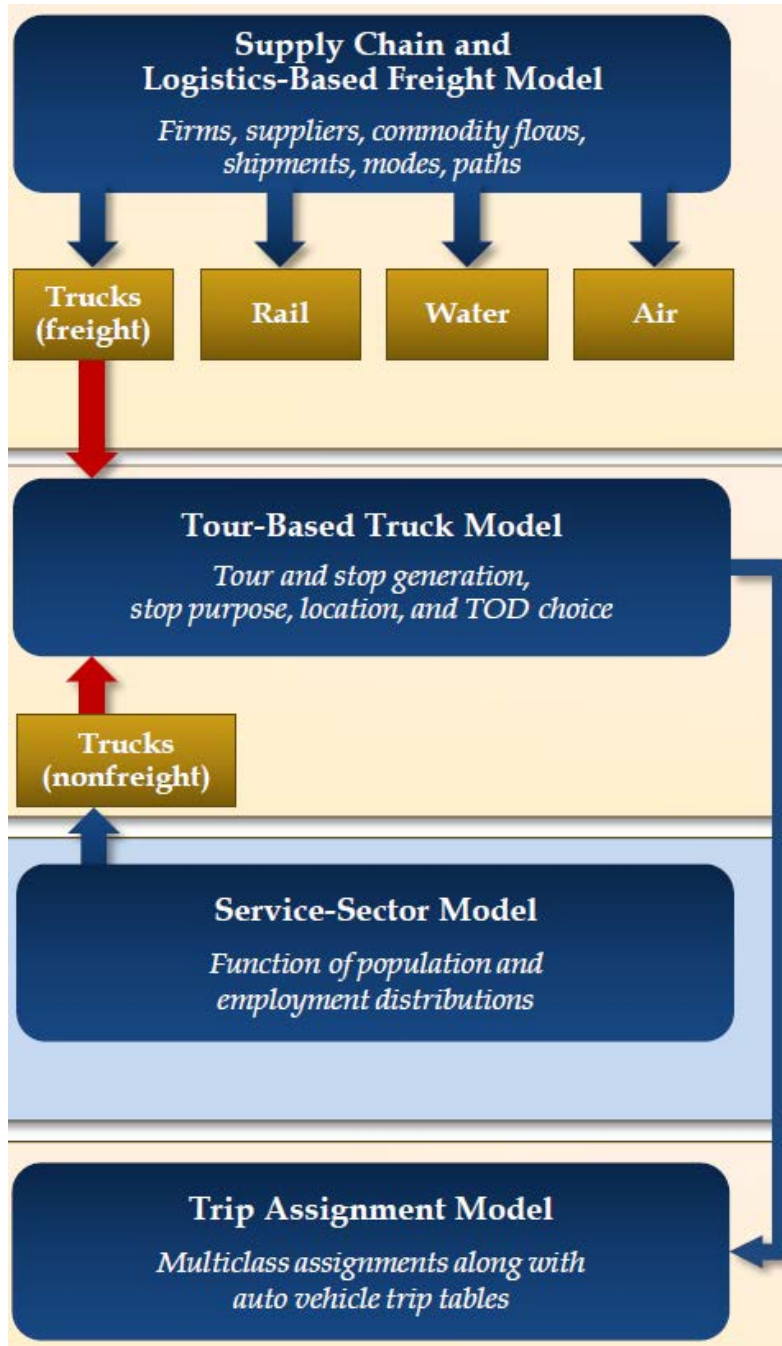 Supply Chain and
Logistics-Based Freight Model
Firms, suppliers, commodity flows,
shipments, modes, paths
Trucks
(freight)
Rail
Water
Air
Tour-Based Truck Model
Tour and stop generation,
stop purpose, location, and TOD choice
Trucks
(nonfreight)
Service-Sector Model
Function of population and
employment distributions
Trip Assignment Model
Multiclass assignments along with
auto vehicle trip tables